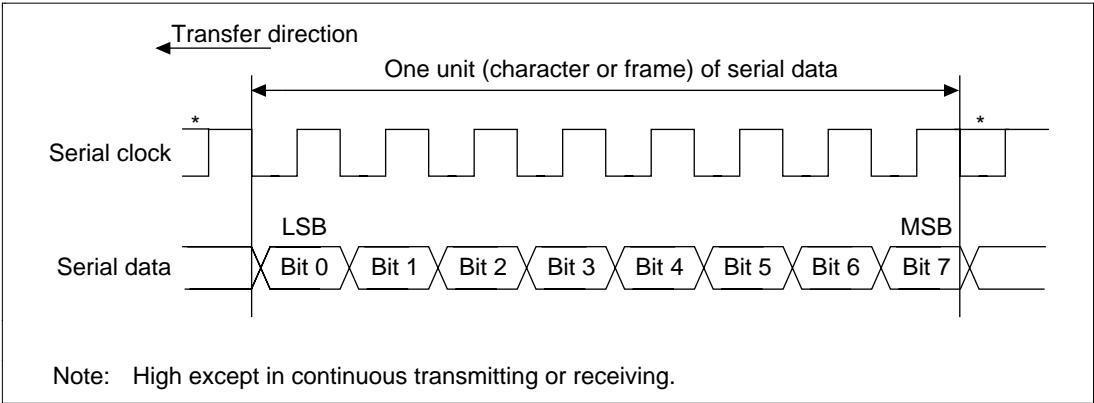 Transfer direction
One unit (character or frame) of serial data
* *
Serial clock
LSB MSB
Serial data Bit 0 Bit 1 Bit 2 Bit 3 Bit 4 Bit 5 Bit 6 Bit 7
Note: High except in continuous transmitting or receiving.